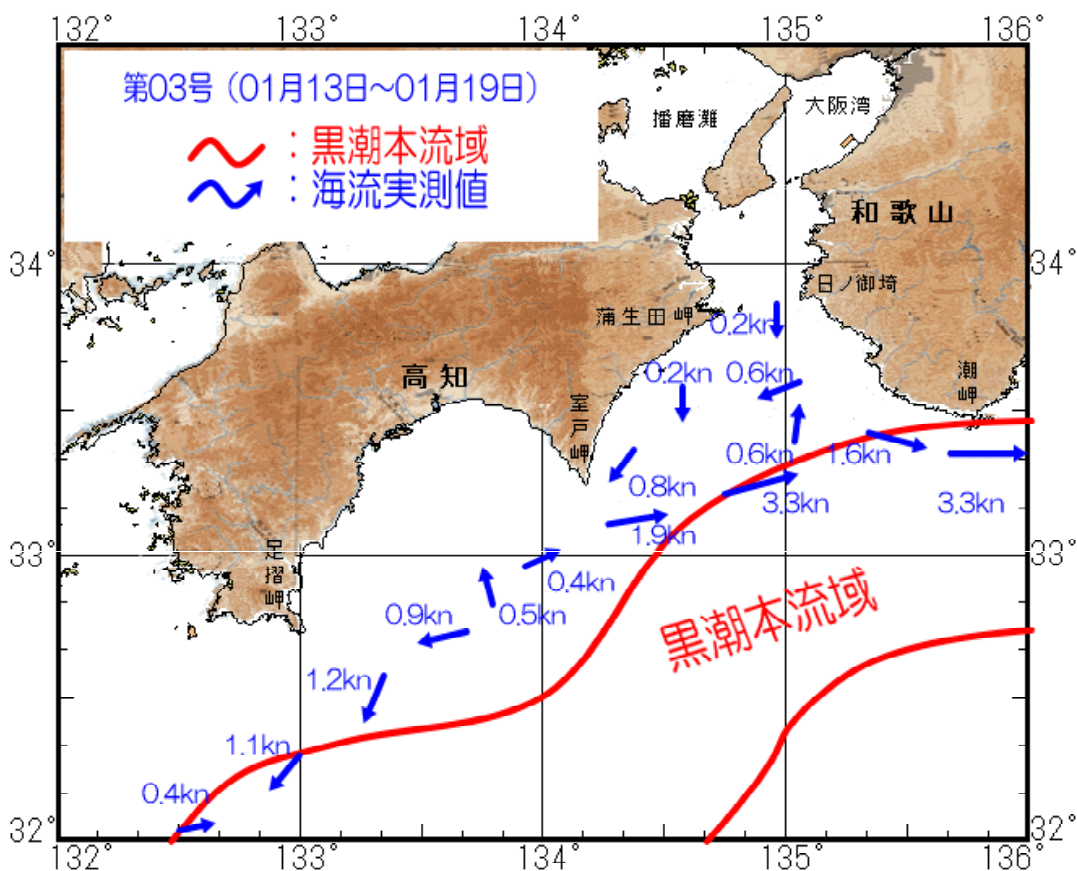 132° 133° 134° 135° 136°
第03号（01月13日～01月19日）
：黒潮本流域
：海流実測値
播磨灘
大阪湾
和歌山
34° 34°
日ノ御埼
蒲生田岬
0.2kn
高知
0.2kn 0.6kn
潮岬
室戸岬
0.6kn 1.6kn
0.8kn
3.3kn 3.3kn
1.9kn
33° 33°
足摺岬
0.4kn
0.9kn 0.5kn
黒潮本流域
1.2kn
1.1kn
0.4kn
32° 32°
132° 133° 134° 135° 136°